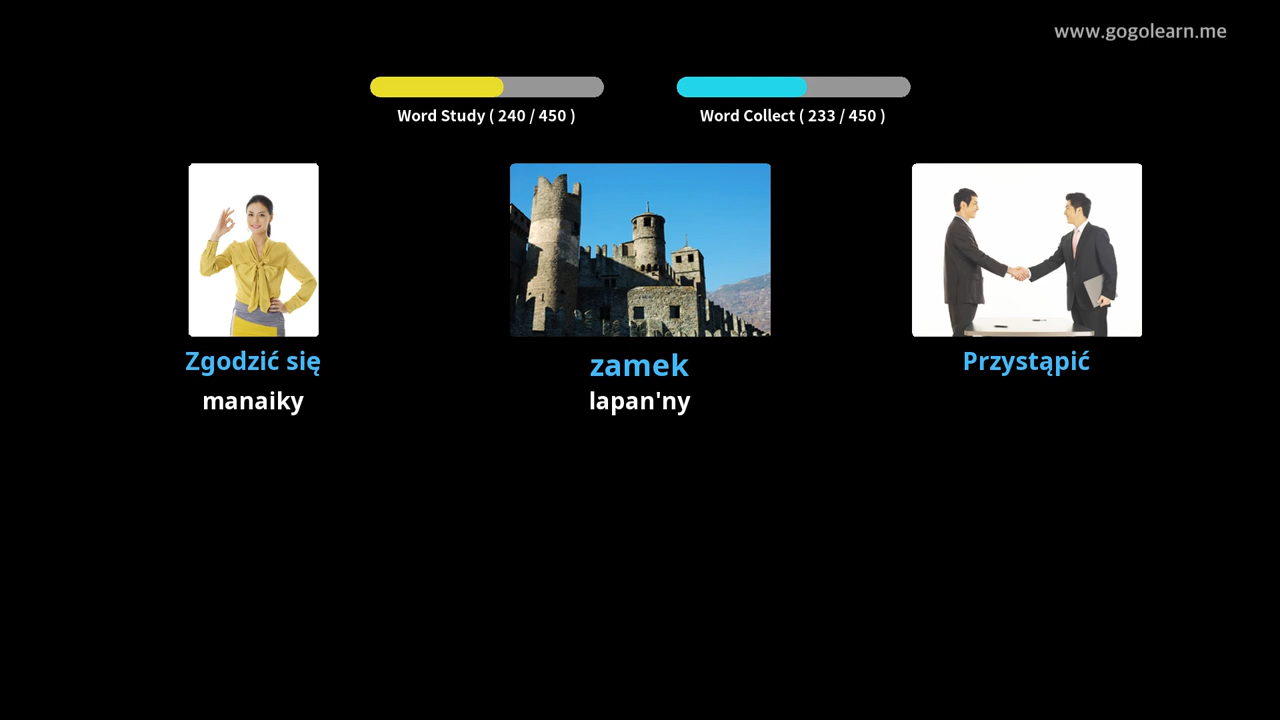 www.gogolearn.me
Word Study ( 240 / 450 )
Word Collect ( 233 / 450 )
Zgodzić się
manaiky
zamek
lapan'ny
Przystąpić